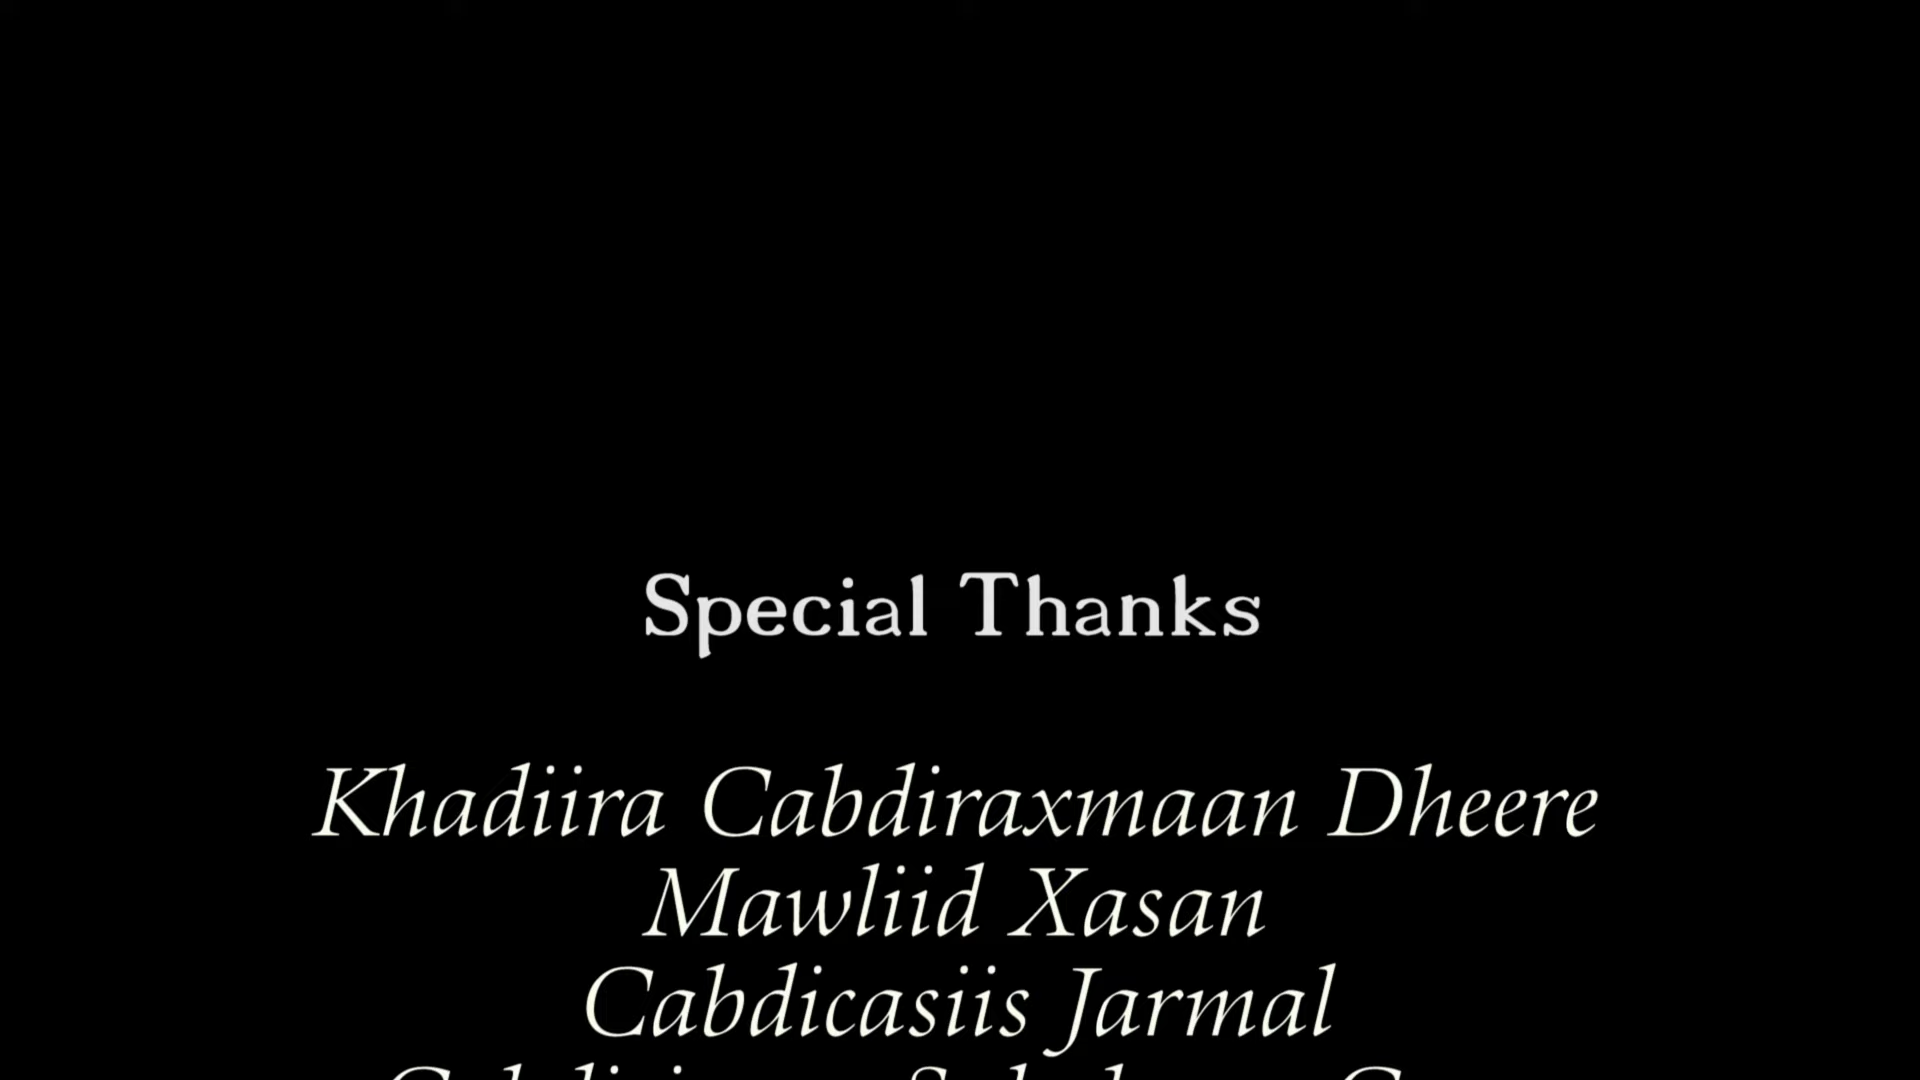 Special Thanks
Khadiira Cabdiraxmaan Dheere
Mawliid Xasan
Cabdicasiis Jarmal